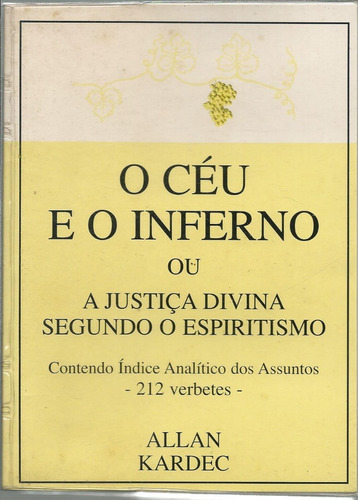 O CÉU
E O INFERNO
OU
A JUSTIÇA DIVINA
SEGUNDO O ESPIRITISMO
Contendo Índice Analítico dos Assuntos
- 212 verbetes -
ALLAN
KARDEC